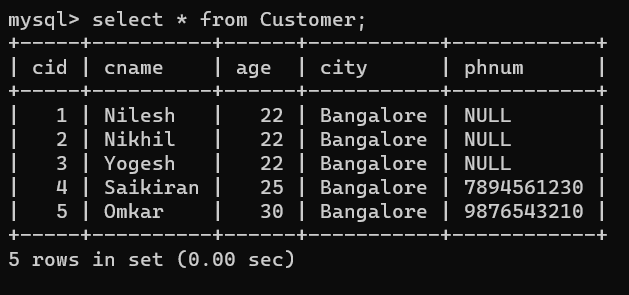 mysql> select * from Customer;
+-----+----------+------+-----------+------------+
| cid | cname    | age  | city      | phnum      |
+-----+----------+------+-----------+------------+
|   1 | Nilesh   |   22 | Bangalore | NULL       |
|   2 | Nikhil   |   22 | Bangalore | NULL       |
|   3 | Yogesh   |   22 | Bangalore | NULL       |
|   4 | Saikiran |   25 | Bangalore | 7894561230 |
|   5 | Omkar    |   30 | Bangalore | 9876543210 |
+-----+----------+------+-----------+------------+
5 rows in set (0.00 sec)